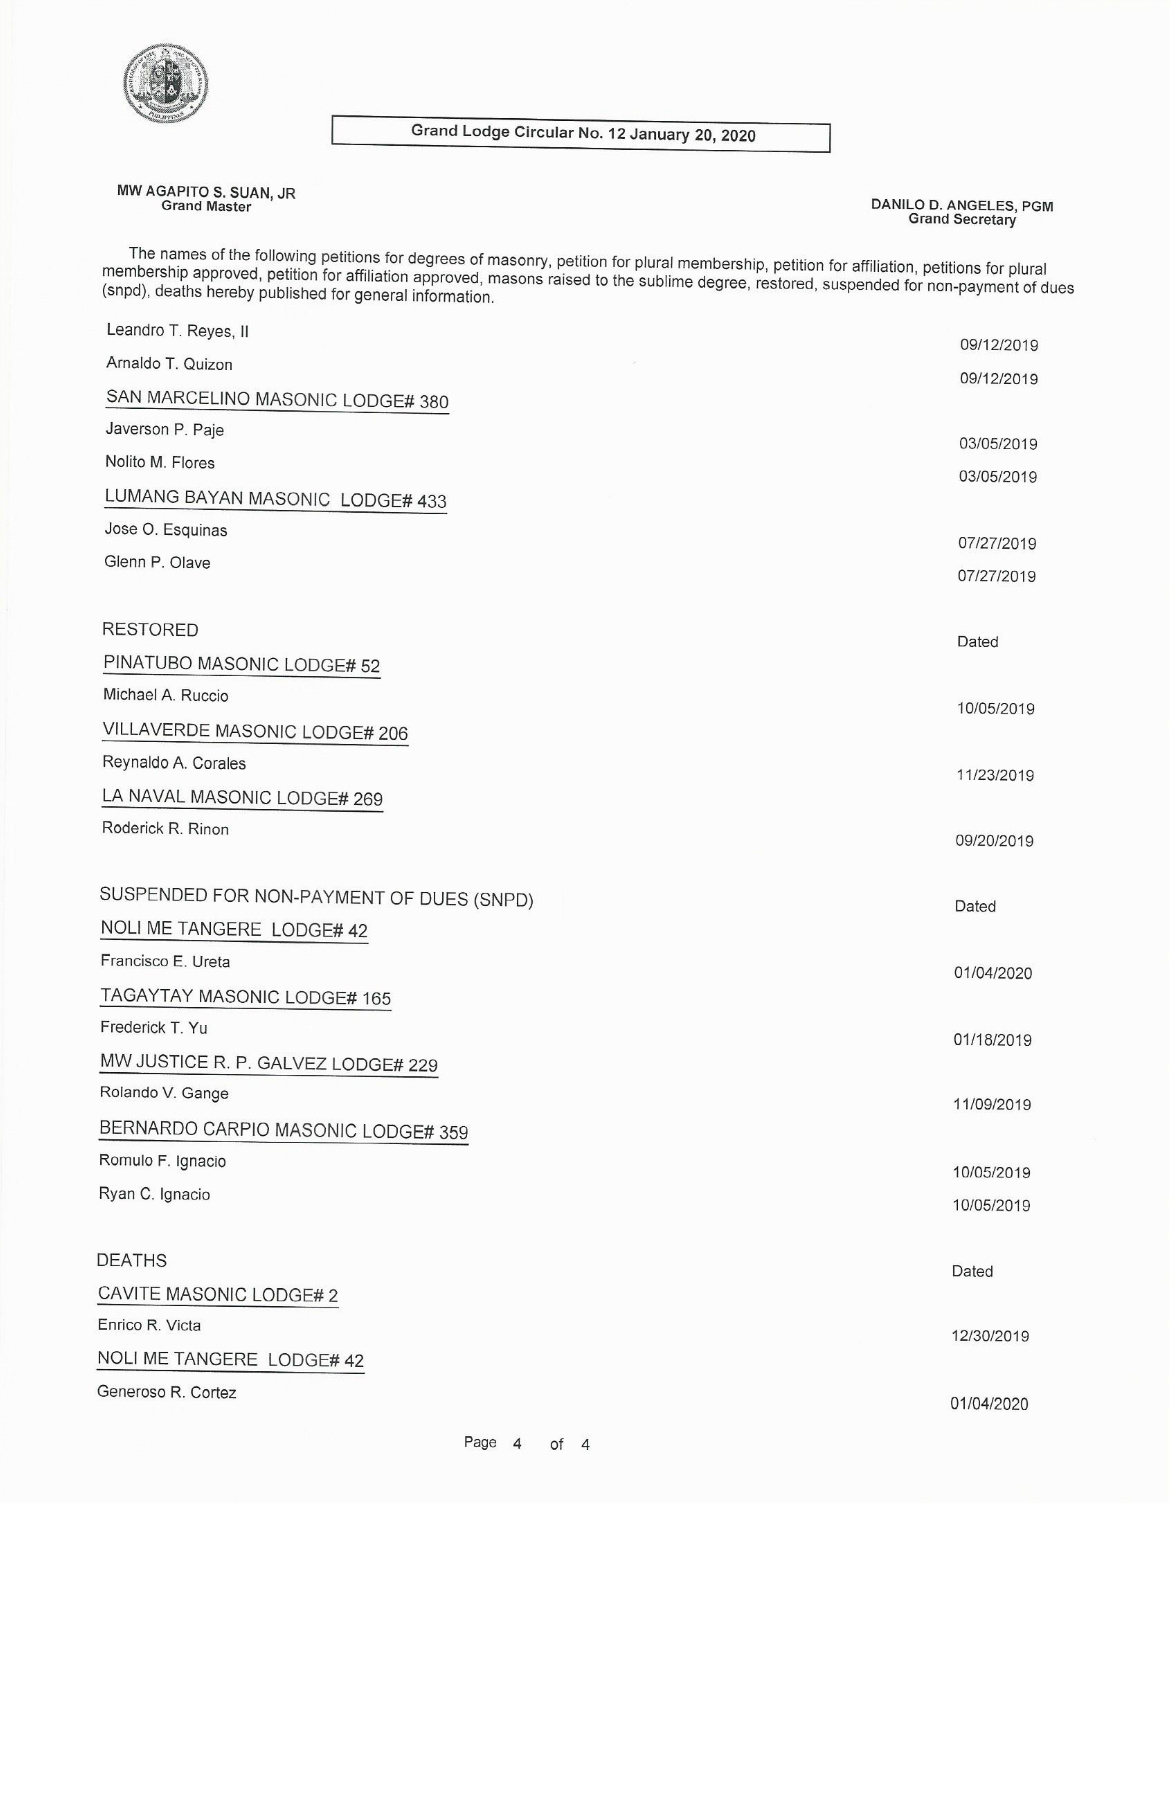 Grand Lodge Circular No. 12 January 20, 2020
MW AGAPITO S. SUAN, JR
Grand Master
DANILO D. ANGELES, PGM
Grand Secretary
The names of the following petitions for degrees of masonry, petition for plural membership, petition for affiliation, petitions for plural
membership approved, petition for affiliation approved, masons raised to the sublime degree, restored, suspended for non-payment of dues
(snpd), deaths hereby published for general information.
Leandro T. Reyes, II 09/12/2019
Arnaldo T. Quizon 09/12/2019
SAN MARCELINO MASONIC LODGE# 380
Javerson P. Paje 03/05/2019
Nolito M. Flores 03/05/2019
LUMANG BAYAN MASONIC LODGE# 433
Jose O. Esquinas 07/27/2019
Glenn P. Olave 07/27/2019
RESTORED Dated
PINATUBO MASONIC LODGE# 52
Michael A. Ruccio 10/05/2019
VILLAVERDE MASONIC LODGE# 206
Reynaldo A. Corales 11/23/2019
LA NAVAL MASONIC LODGE# 269
Roderick R. Rinon 09/20/2019
SUSPENDED FOR NON-PAYMENT OF DUES (SNPD) Dated
NOLI ME TANGERE LODGE# 42
Francisco E. Ureta 01/04/2020
TAGAYTAY MASONIC LODGE# 165
Frederick T. Yu 01/18/2019
MW JUSTICE R. P. GALVEZ LODGE# 229
Rolando V. Gange 11/09/2019
BERNARDO CARPIO MASONIC LODGE# 359
Romulo F. Ignacio 10/05/2019
Ryan C. Ignacio 10/05/2019
DEATHS Dated
CAVITE MASONIC LODGE# 2
Enrico R. Victa 12/30/2019
NOLI ME TANGERE LODGE# 42
Generoso R. Cortez 01/04/2020
Page 4 of 4